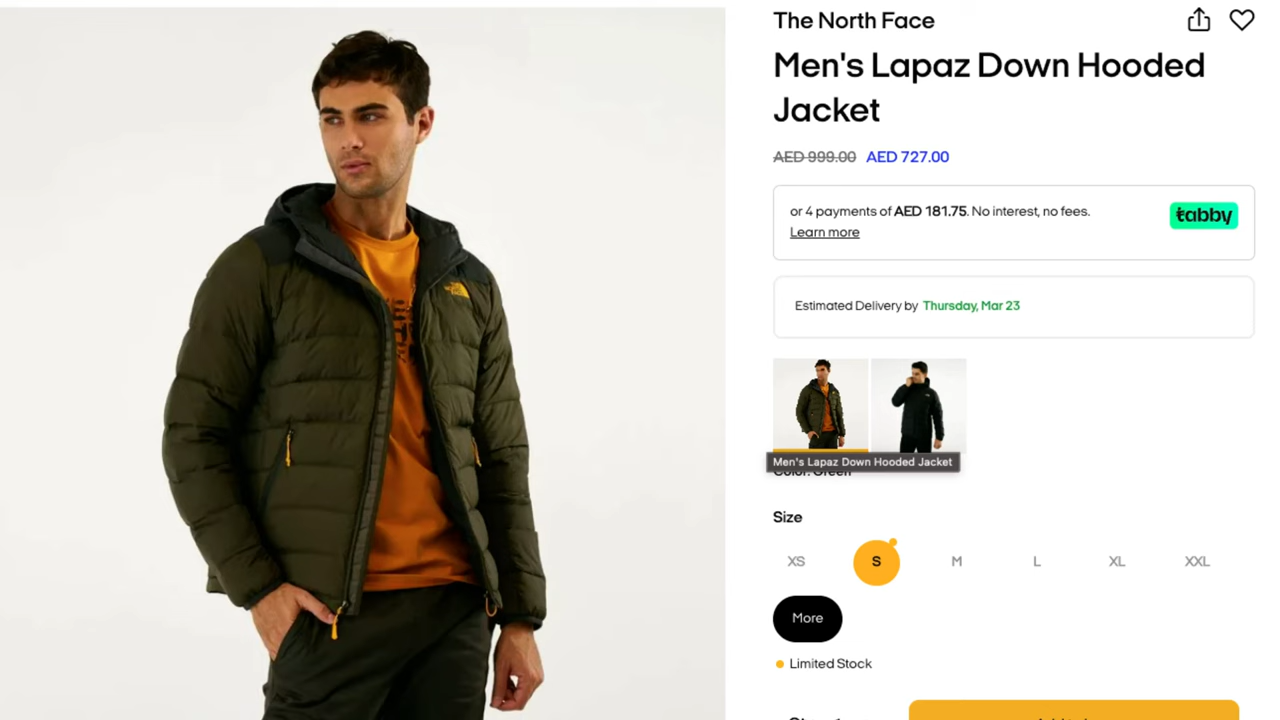 The North Face
Men's Lapaz Down Hooded
Jacket
AED 999.00 AED 727.00
or 4 payments of AED 181.75. No interest, no fees.
tabby
Learn more
Estimated Delivery by Thursday, Mar 23
Men's Lapaz Down Hooded Jacket
Color: Green
Size
XS S M L XL XXL
More
Limited Stock